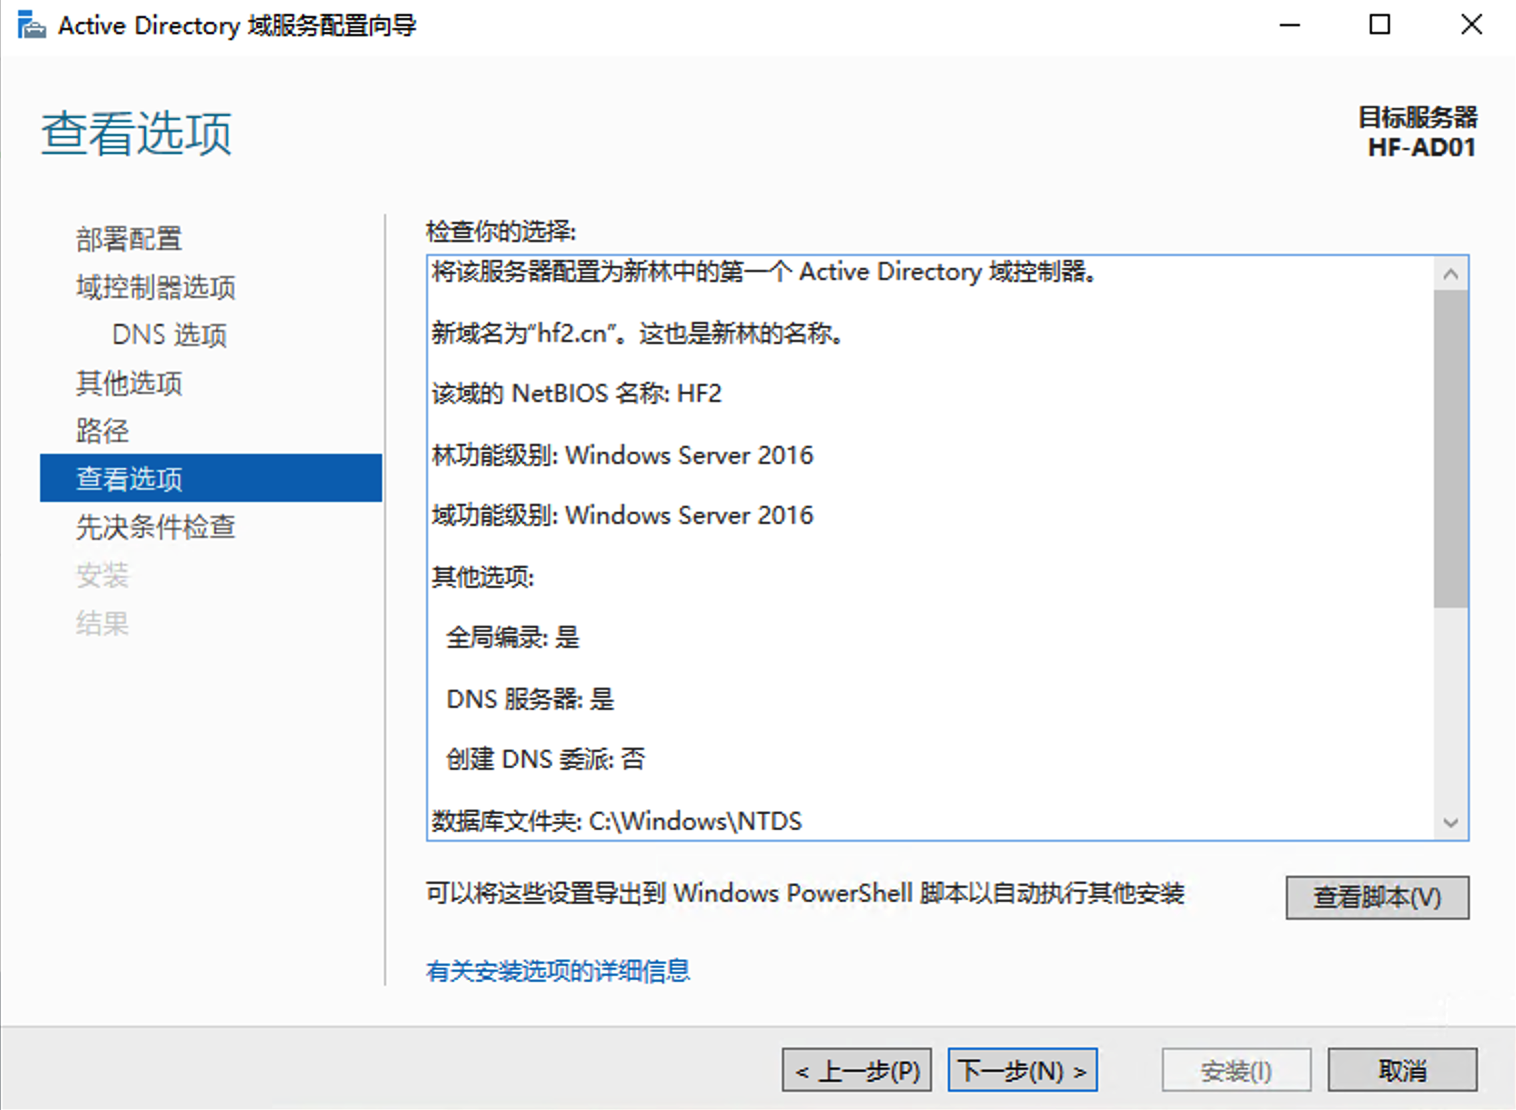 Active Directory 域服务配置向导
查看选项
目标服务器
HF-AD01
部署配置
域控制器选项
DNS 选项
其他选项
路径
查看选项
先决条件检查
安装
结果
检查你的选择:
将该服务器配置为新林中的第一个 Active Directory 域控制器。
新域名为“hf2.cn”。这也是新林的名称。
该域的 NetBIOS 名称: HF2
林功能级别: Windows Server 2016
域功能级别: Windows Server 2016
其他选项:
全局编录: 是
DNS 服务器: 是
创建 DNS 委派: 否
数据库文件夹: C:\Windows\NTDS
可以将这些设置导出到 Windows PowerShell 脚本以自动执行其他安装
查看脚本(V)
有关安装选项的详细信息
< 上一步(P)
下一步(N) >
安装(I)
取消